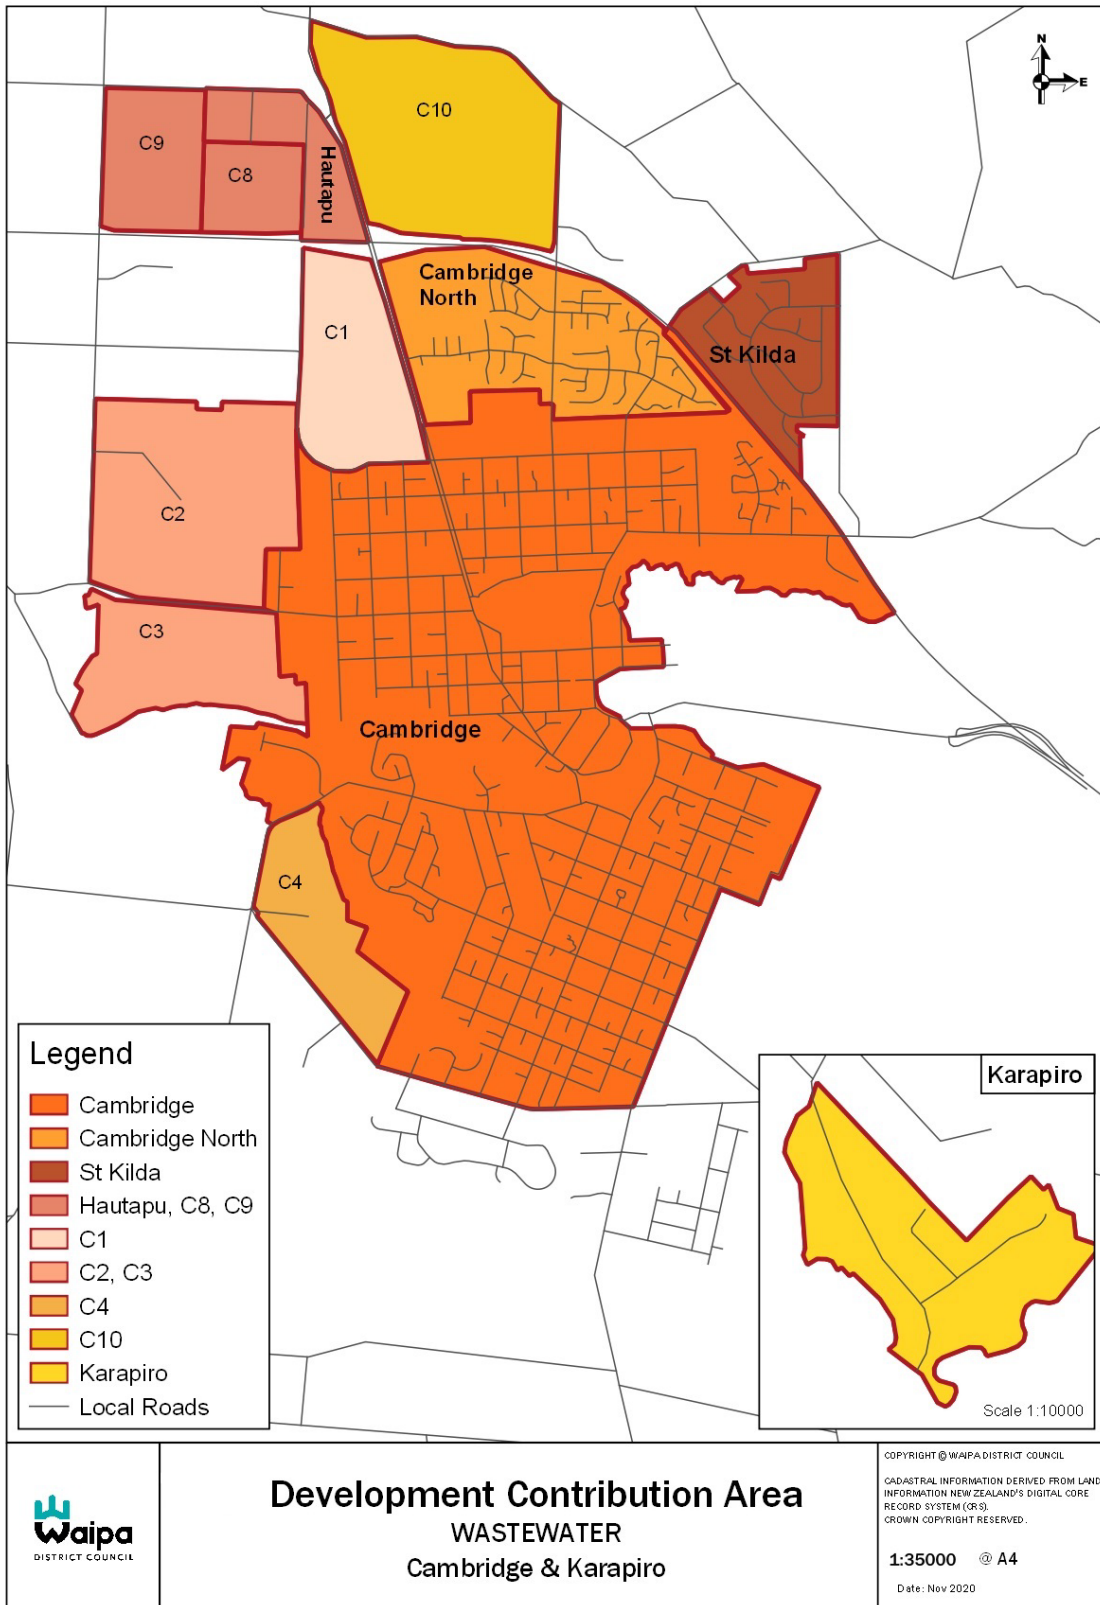 N
E
C10
C9
C8
Hautapu
Cambridge
North
C1
St Kilda
C2
C3
Cambridge
C4
Legend
Cambridge
Cambridge North
St Kilda
Hautapu, C8, C9
C1
C2, C3
C4
C10
Karapiro
Local Roads
Karapiro
Scale 1:10000
Waipa
DISTRICT COUNCIL
Development Contribution Area
WASTEWATER
Cambridge & Karapiro
COPYRIGHT © WAIPA DISTRICT COUNCIL
CADASTRAL INFORMATION DERIVED FROM LAND
INFORMATION NEW ZEALAND'S DIGITAL CORE
RECORD SYSTEM (CRS).
CROWN COPYRIGHT RESERVED.
1:35000 @ A4
Date: Nov 2020